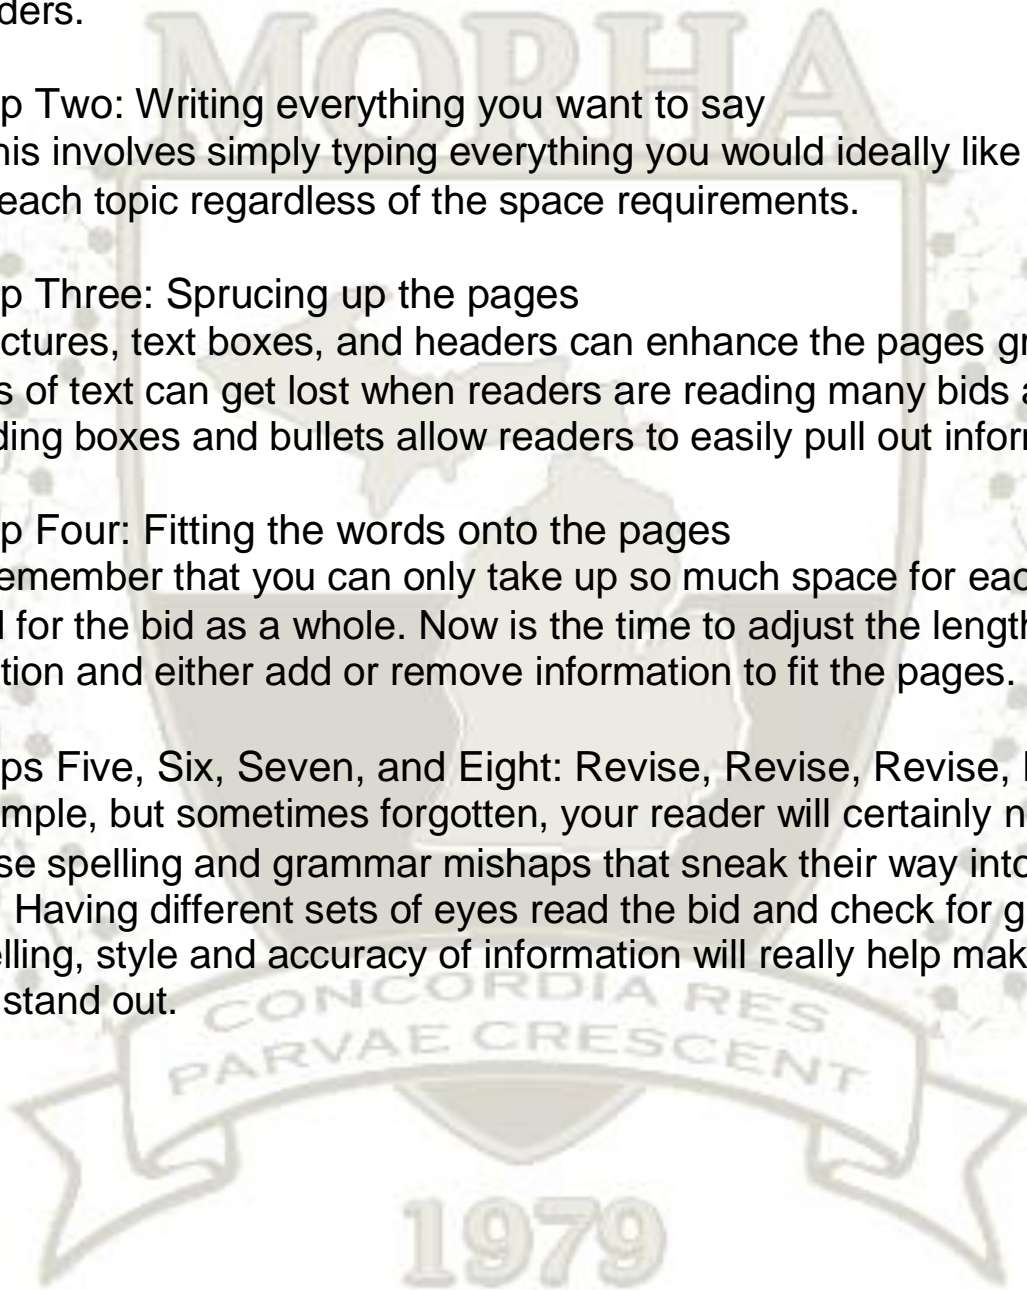 MORHA
ders.
p Two: Writing everything you want to say
his involves simply typing everything you would ideally like
each topic regardless of the space requirements.
p Three: Sprucing up the pages
ctures, text boxes, and headers can enhance the pages gr
s of text can get lost when readers are reading many bids a
ding boxes and bullets allow readers to easily pull out infor
p Four: Fitting the words onto the pages
emember that you can only take up so much space for eac
for the bid as a whole. Now is the time to adjust the length
tion and either add or remove information to fit the pages.
ps Five, Six, Seven, and Eight: Revise, Revise, Revise,
mple, but sometimes forgotten, your reader will certainly n
se spelling and grammar mishaps that sneak their way into
Having different sets of eyes read the bid and check for g
elling, style and accuracy of information will really help mak
stand out.
CONCORDIA RES
PARVAE CRESCENT
1979